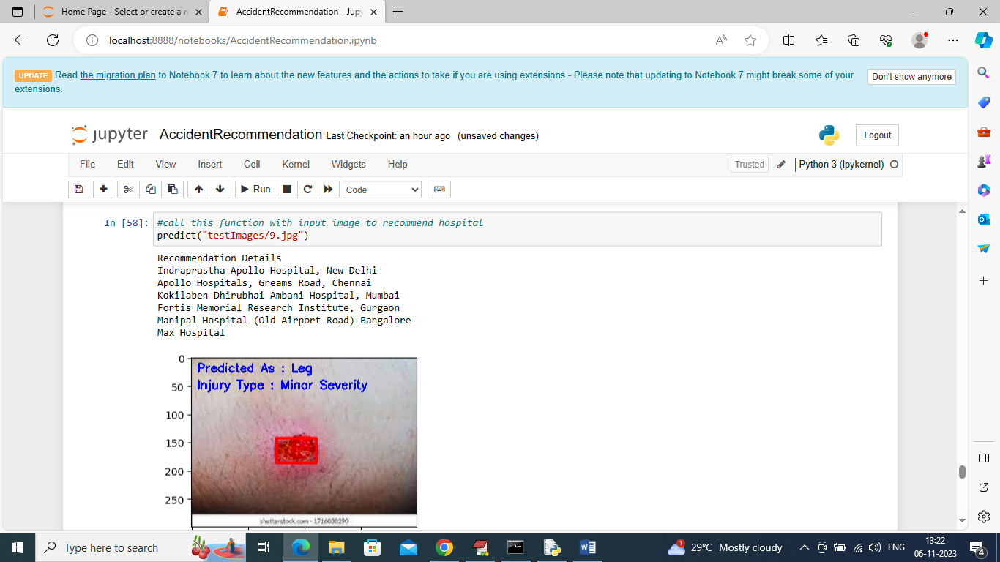 Home Page - Select or create a n
AccidentRecommendation - Jupy
localhost:8888/notebooks/AccidentRecommendation.ipynb
UPDATE Read the migration plan to Notebook 7 to learn about the new features and the actions to take if you are using extensions - Please note that updating to Notebook 7 might break some of your
extensions.
Don't show anymore
jupyter AccidentRecommendation Last Checkpoint: an hour ago (unsaved changes)
Logout
File Edit View Insert Cell Kernel Widgets Help
Trusted Python 3 (ipykernel)
Run Code
In [58]: #call this function with input image to recommend hospital
predict("testImages/9.jpg")
Recommendation Details
Indraprastha Apollo Hospital, New Delhi
Apollo Hospitals, Greams Road, Chennai
Kokilaben Dhirubhai Ambani Hospital, Mumbai
Fortis Memorial Research Institute, Gurgaon
Manipal Hospital (Old Airport Road) Bangalore
Max Hospital
0
Predicted As : Leg
Injury Type : Minor Severity
50
100
150
200
250
shutterstock.com · 1716038290
Type here to search
29°C Mostly cloudy
ENG
13:22
06-11-2023
4